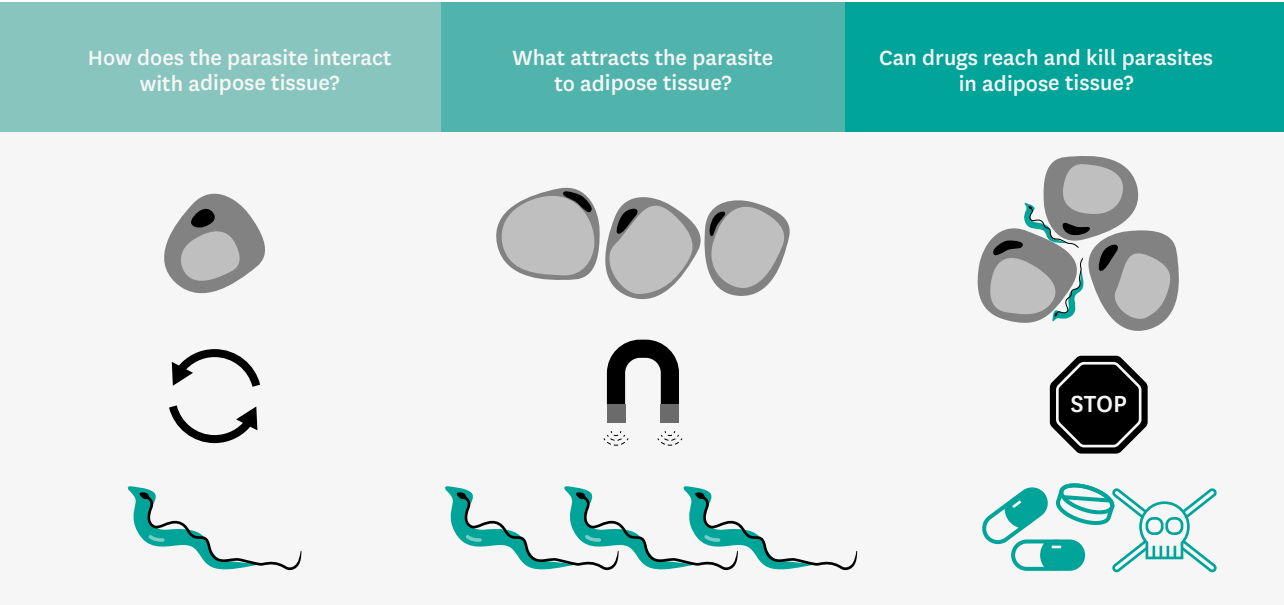 How does the parasite interact
with adipose tissue?
What attracts the parasite
to adipose tissue?
Can drugs reach and kill parasites
in adipose tissue?
STOP